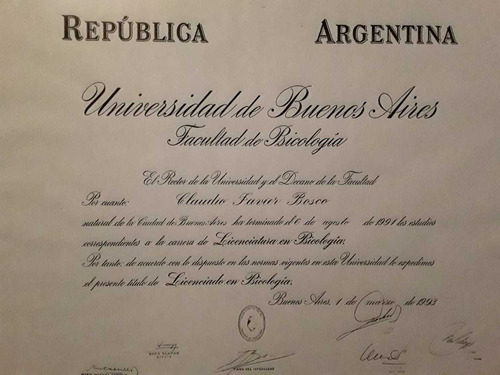 REPÚBLICA ARGENTINA
Universidad de Buenos Aires
Facultad de Psicología
El Rector de la Universidad y el Decano de la Facultad
Por cuanto: Claudio Javier Bosco
natural de la Ciudad de Buenos Aires ha terminado el 6 de agosto de 1991 los estudios
correspondientes a la carrera de Licenciatura en Psicología.
Por tanto: de acuerdo con lo dispuesto en las normas vigentes en esta Universidad le expedimos
el presente título de Licenciado en Psicología.
Buenos Aires, 1 de marzo de 1993
FIRMA DEL INTERESADO